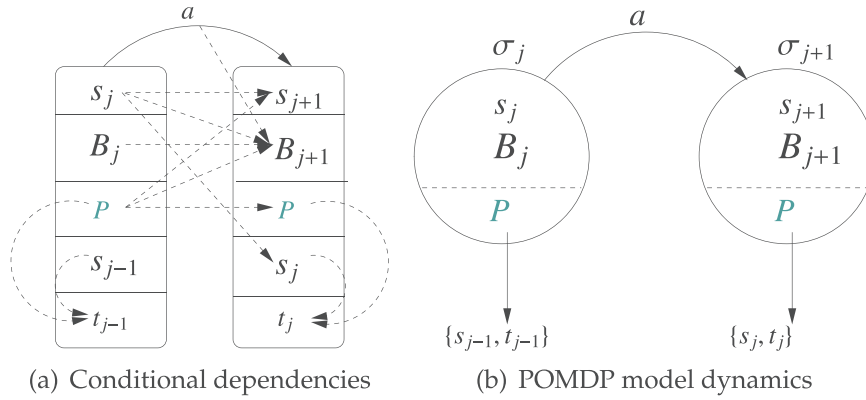 a
s_j
B_j
P
s_{j-1}
t_{j-1}
s_{j+1}
B_{j+1}
P
s_j
t_j
(a) Conditional dependencies
a
σ_j
s_j
B_j
P
{s_{j-1}, t_{j-1}}
σ_{j+1}
s_{j+1}
B_{j+1}
P
{s_j, t_j}
(b) POMDP model dynamics